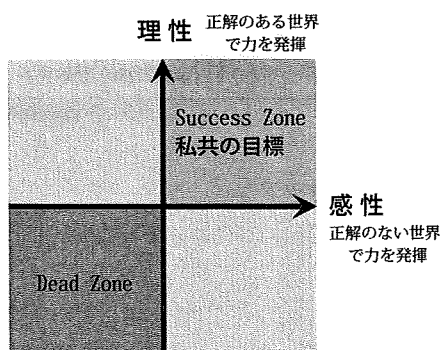 理性
正解のある世界
で力を発揮
Success Zone
私共の目標
感性
正解のない世界
で力を発揮
Dead Zone